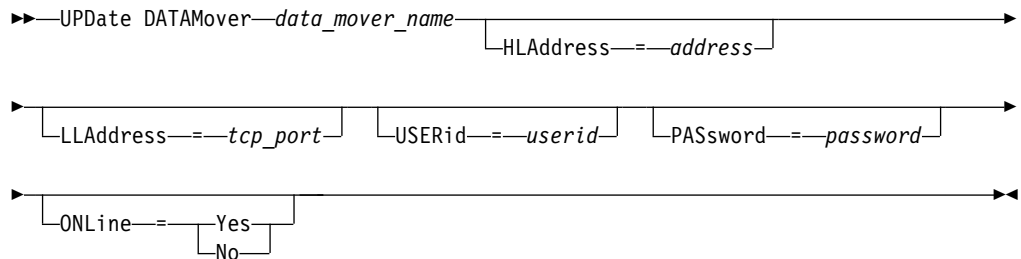 UPDate DATAMover data_mover_name
HLAddress = address
LLAddress = tcp_port USERid = userid PASsword = password
ONLine = Yes
No